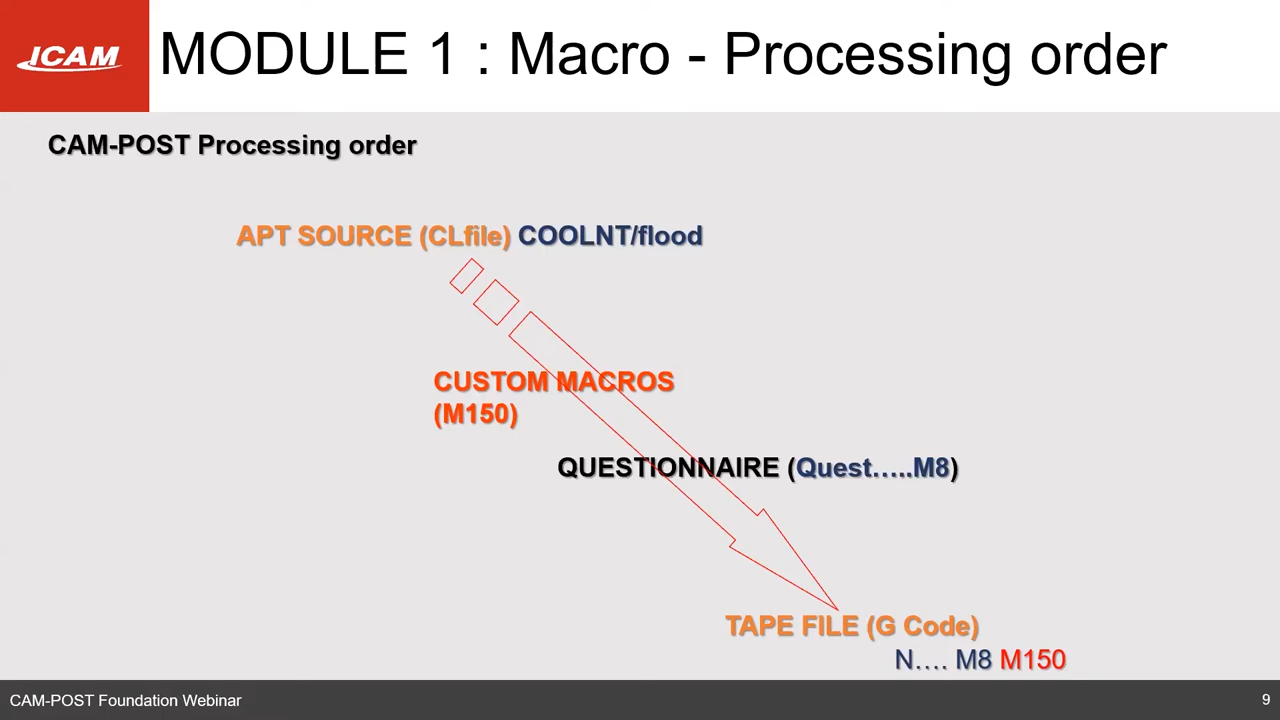 ICAM
MODULE 1 : Macro - Processing order
CAM-POST Processing order
APT SOURCE (CLfile) COOLNT/flood
CUSTOM MACROS
(M150)
QUESTIONNAIRE (Quest…..M8)
TAPE FILE (G Code)
N…. M8 M150
CAM-POST Foundation Webinar
9